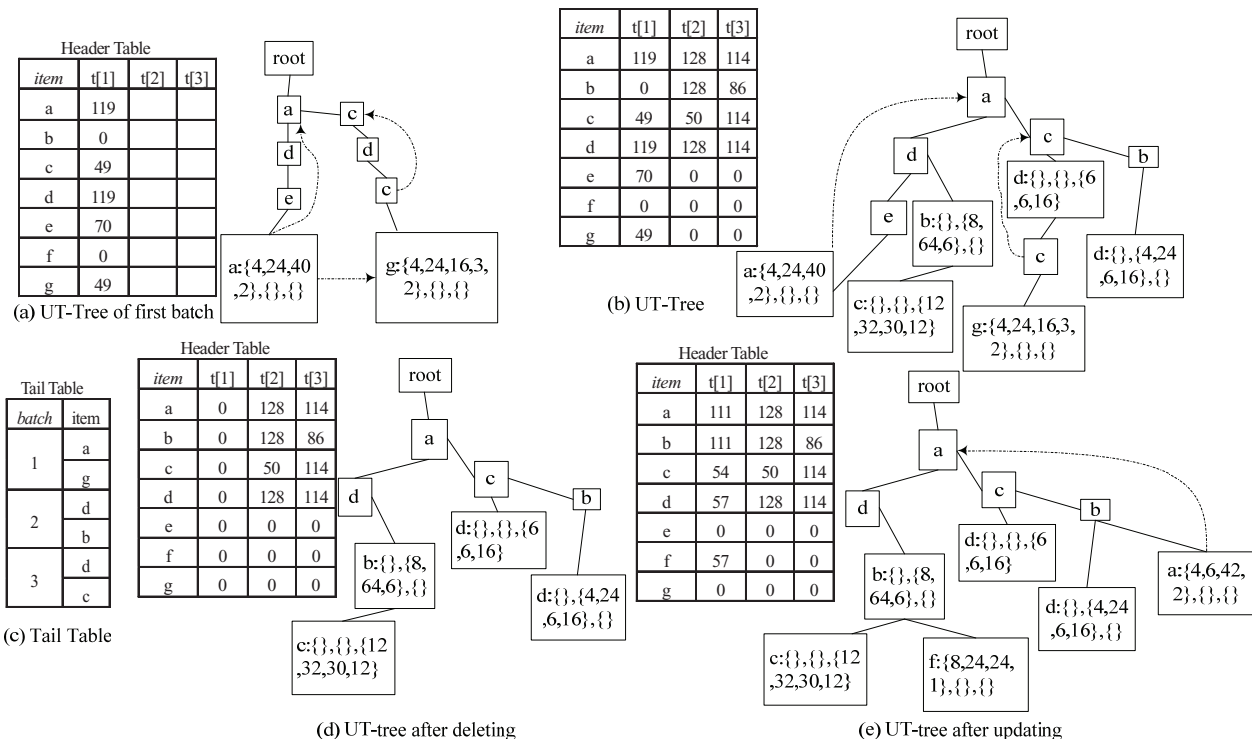 Header Table
item t[1] t[2] t[3]
a 119
b 0
c 49
d 119
e 70
f 0
g 49
root
a
c
d
d
e
c
a:{4,24,40
,2},{},{}
g:{4,24,16,3,
2},{},{}
(a) UT-Tree of first batch
item t[1] t[2] t[3]
a 119 128 114
b 0 128 86
c 49 50 114
d 119 128 114
e 70 0 0
f 0 0 0
g 49 0 0
root
a
c
d
b
d:{},{},{6
,6,16}
e
b:{},{8,
64,6},{}
c
d:{},{4,24
,6,16},{}
a:{4,24,40
,2},{},{}
c:{},{},{12
,32,30,12}
g:{4,24,16,3,
2},{},{}
(b) UT-Tree
Tail Table
batch item
1 a
g
2 d
b
3 d
c
(c) Tail Table
Header Table
item t[1] t[2] t[3]
a 0 128 114
b 0 128 86
c 0 50 114
d 0 128 114
e 0 0 0
f 0 0 0
g 0 0 0
root
a
c
d
b
d:{},{},{6
,6,16}
b:{},{8,
64,6},{}
d:{},{4,24
,6,16},{}
c:{},{},{12
,32,30,12}
(d) UT-tree after deleting
Header Table
item t[1] t[2] t[3]
a 111 128 114
b 111 128 86
c 54 50 114
d 57 128 114
e 0 0 0
f 57 0 0
g 0 0 0
root
a
c
d
b
d:{},{},{6
,6,16}
b:{},{8,
64,6},{}
a:{4,6,42,
2},{},{}
d:{},{4,24
,6,16},{}
c:{},{},{12
,32,30,12}
f:{8,24,24,
1},{},{}
(e) UT-tree after updating